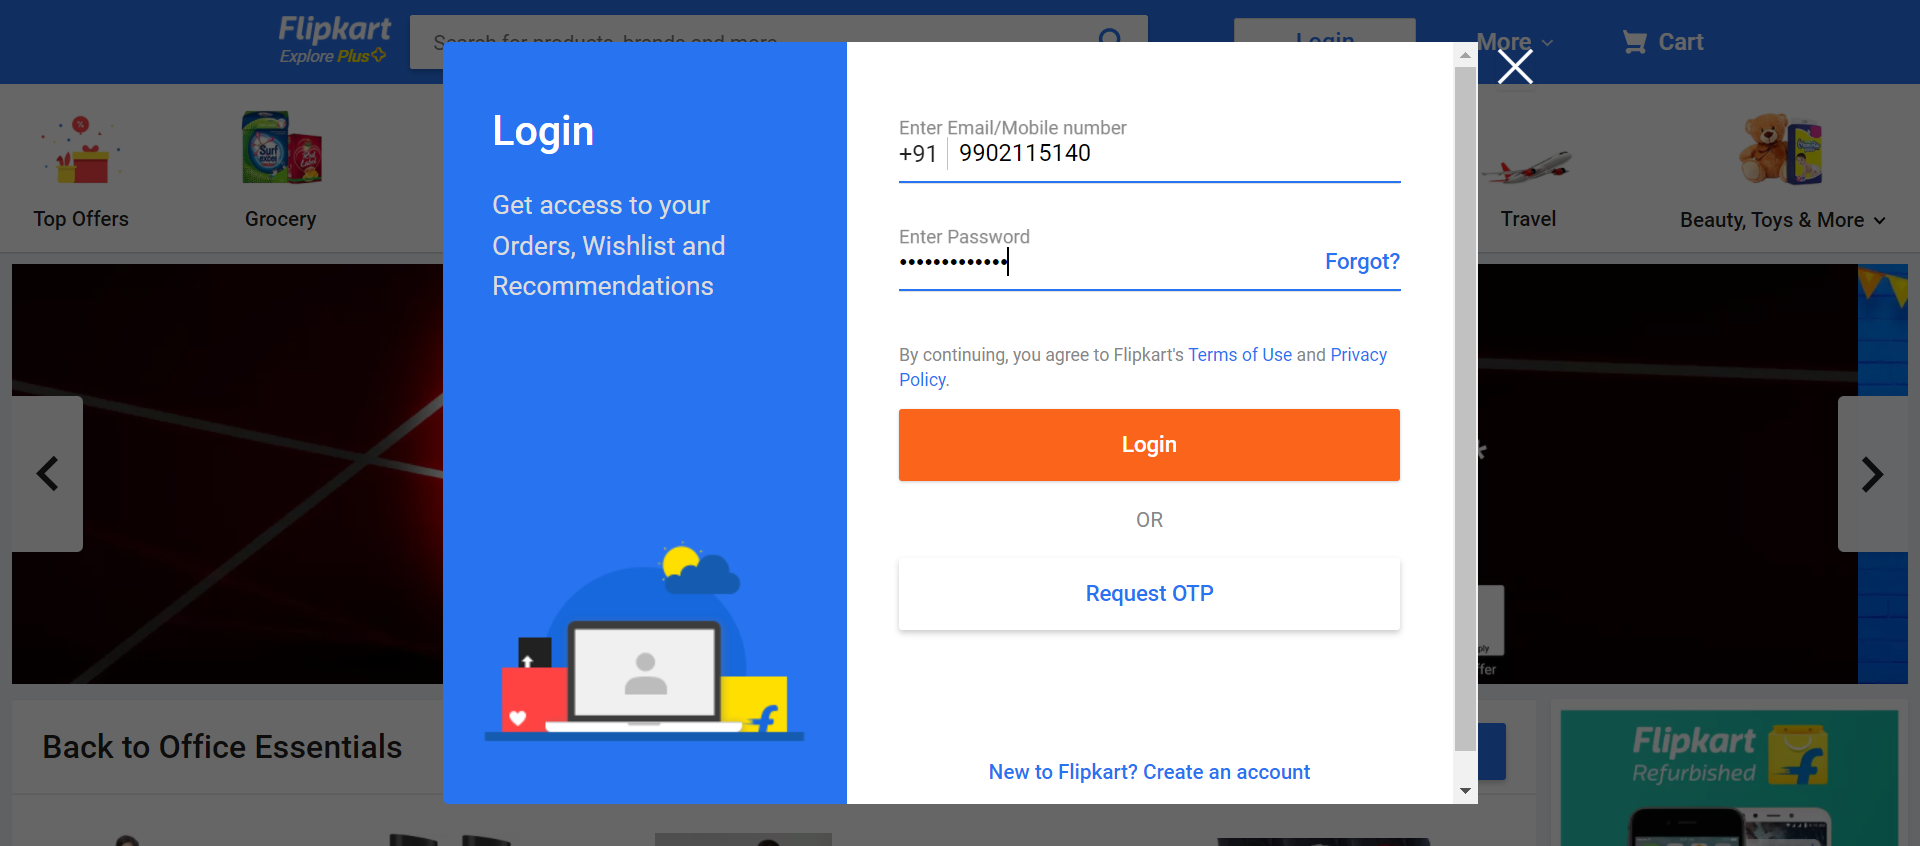 Flipkart
Explore Plus
Search for products, brands and more
Login
More
Cart
Top Offers
Grocery
Travel
Beauty, Toys & More
Login
Get access to your
Orders, Wishlist and
Recommendations
Enter Email/Mobile number
+91 9902115140
Enter Password
Forgot?
By continuing, you agree to Flipkart's Terms of Use and Privacy
Policy.
Login
OR
Request OTP
New to Flipkart? Create an account
Back to Office Essentials
Flipkart
Refurbished